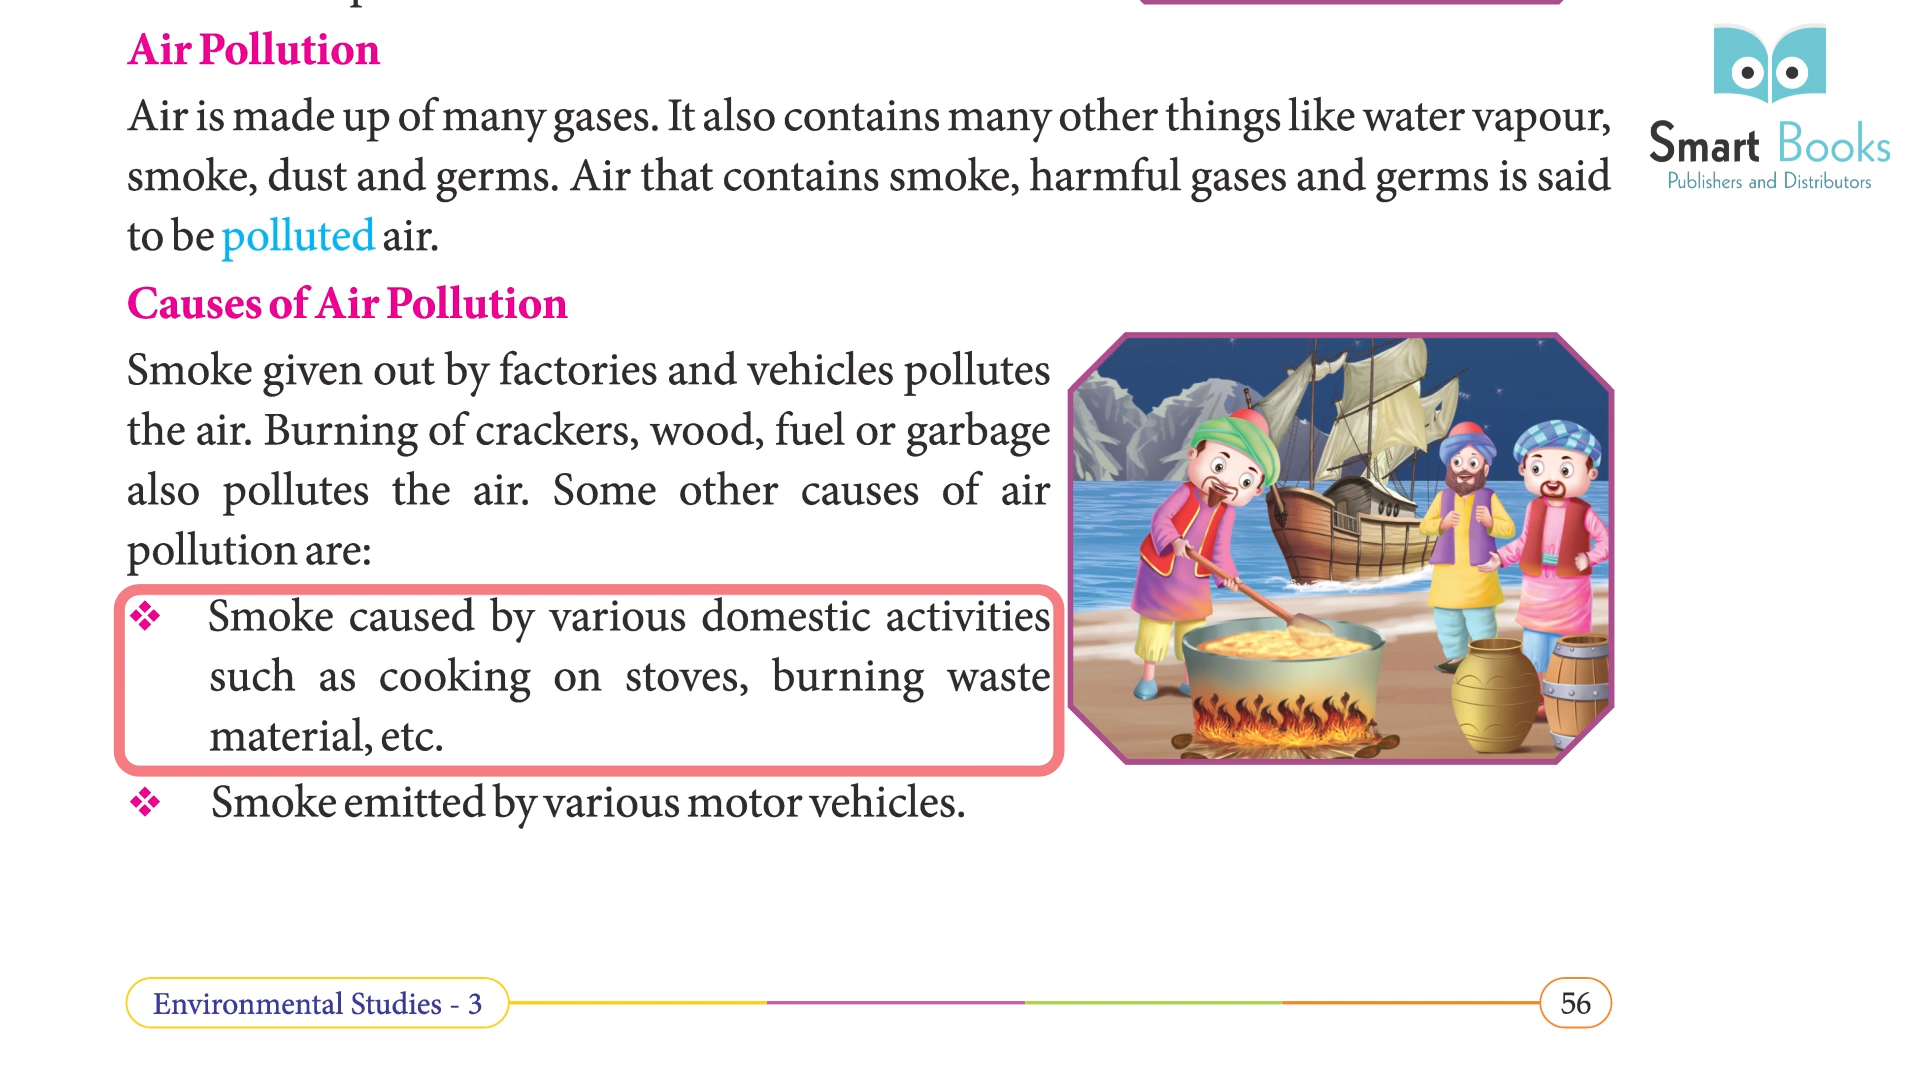 Air Pollution
Air is made up of many gases. It also contains many other things like water vapour,
smoke, dust and germs. Air that contains smoke, harmful gases and germs is said
to be polluted air.
Causes of Air Pollution
Smoke given out by factories and vehicles pollutes
the air. Burning of crackers, wood, fuel or garbage
also pollutes the air. Some other causes of air
pollution are:
❖ Smoke caused by various domestic activities
such as cooking on stoves, burning waste
material, etc.
❖ Smoke emitted by various motor vehicles.
Environmental Studies - 3
56
Smart Books
Publishers and Distributors